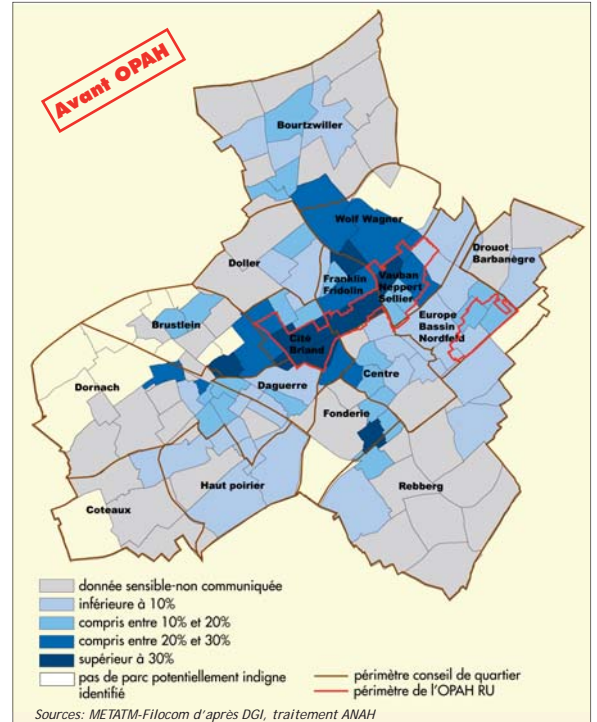 Avant OPAH
Bourtzwiller
Wolf Wagner
Drouot
Barbanègre
Doller
Franklin
Fridolin
Vauban
Neppert
Sellier
Europe
Bassin
Nordfeld
Brustlein
Cité
Briand
Dornach
Daguerre
Centre
Fonderie
Haut poirier
Rebberg
Coteaux
donnée sensible-non communiquée
inférieure à 10%
compris entre 10% et 20%
compris entre 20% et 30%
supérieur à 30%
pas de parc potentiellement indigne
identifié
périmètre conseil de quartier
périmètre de l'OPAH RU
Sources: METATM-Filocom d'après DGI, traitement ANAH